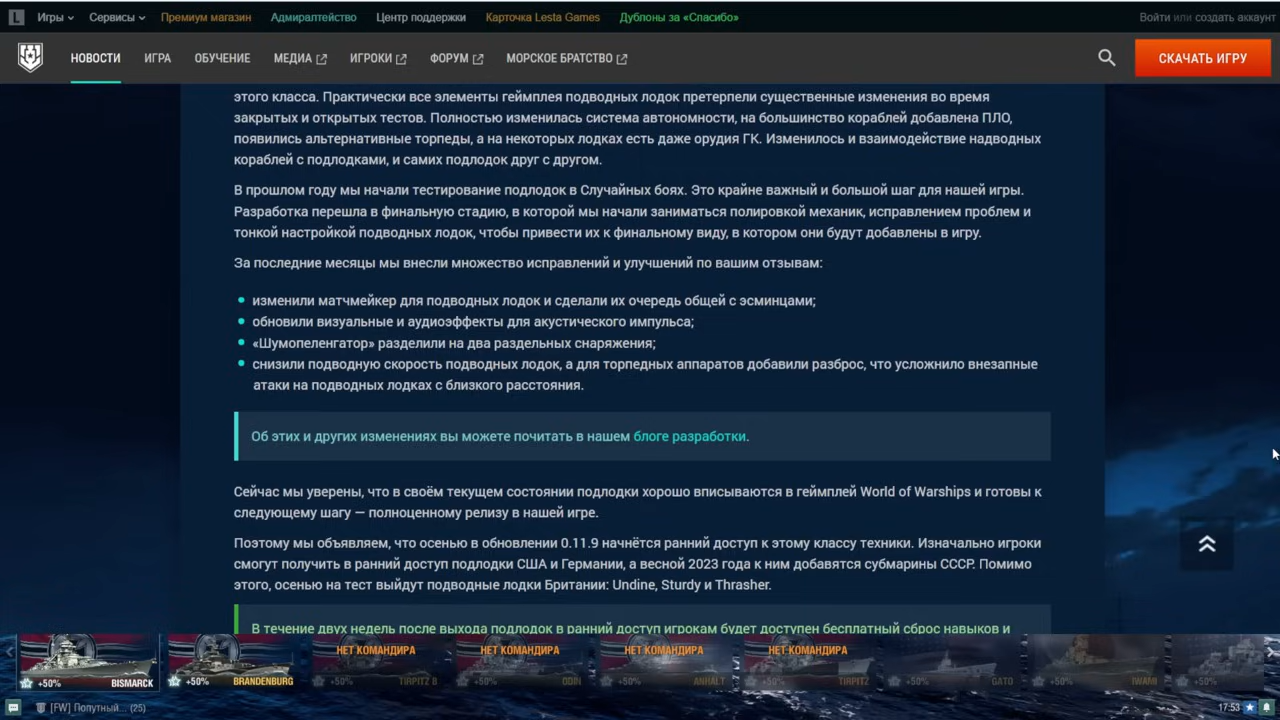 L Игры Сервисы Премиум магазин Адмиралтейство Центр поддержки Карточка Lesta Games Дублоны за «Спасибо» Войти или создать аккаунт
НОВОСТИ ИГРА ОБУЧЕНИЕ МЕДИА ИГРОКИ ФОРУМ МОРСКОЕ БРАТСТВО СКАЧАТЬ ИГРУ
этого класса. Практически все элементы геймплея подводных лодок претерпели существенные изменения во время
закрытых и открытых тестов. Полностью изменилась система автономности, на большинство кораблей добавлена ПЛО,
появились альтернативные торпеды, а на некоторых лодках есть даже орудия ГК. Изменилось и взаимодействие надводных
кораблей с подлодками, и самих подлодок друг с другом.
В прошлом году мы начали тестирование подлодок в Случайных боях. Это крайне важный и большой шаг для нашей игры.
Разработка перешла в финальную стадию, в которой мы начали заниматься полировкой механик, исправлением проблем и
тонкой настройкой подводных лодок, чтобы привести их к финальному виду, в котором они будут добавлены в игру.
За последние месяцы мы внесли множество исправлений и улучшений по вашим отзывам:
изменили матчмейкер для подводных лодок и сделали их очередь общей с эсминцами;
обновили визуальные и аудиоэффекты для акустического импульса;
«Шумопеленгатор» разделили на два раздельных снаряжения;
снизили подводную скорость подводных лодок, а для торпедных аппаратов добавили разброс, что усложнило внезапные
атаки на подводных лодках с близкого расстояния.
Об этих и других изменениях вы можете почитать в нашем блоге разработки.
Сейчас мы уверены, что в своём текущем состоянии подлодки хорошо вписываются в геймплей World of Warships и готовы к
следующему шагу — полноценному релизу в нашей игре.
Поэтому мы объявляем, что осенью в обновлении 0.11.9 начнётся ранний доступ к этому классу техники. Изначально игроки
смогут получить в ранний доступ подлодки США и Германии, а весной 2023 года к ним добавятся субмарины СССР. Помимо
этого, осенью на тест выйдут подводные лодки Британии: Undine, Sturdy и Thrasher.
В течение двух недель после выхода подлодок в ранний доступ игрокам будет доступен бесплатный сброс навыков и
НЕТ КОМАНДИРА НЕТ КОМАНДИРА НЕТ КОМАНДИРА НЕТ КОМАНДИРА
+50% BISMARCK +50% BRANDENBURG +50% TIRPITZ B +50% ODIN +50% ANHALT +50% TIRPITZ +50% GATO +50% IWAMI +50%
[FW] Попутный... (25) 17:53